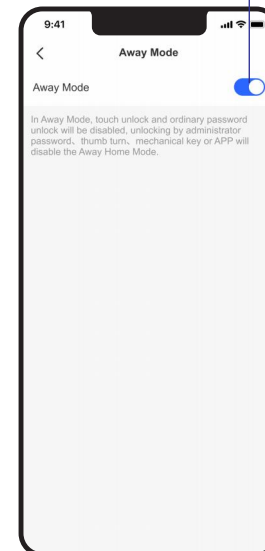 9:41
Away Mode
Away Mode
In Away Mode, touch unlock and ordinary password
unlock will be disabled, unlocking by administrator
password、thumb turn、mechanical key or APP will
disable the Away Home Mode.